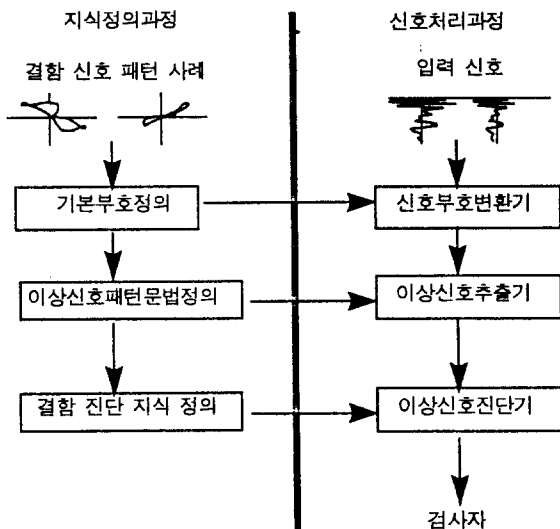 지식정의과정
결함 신호 패턴 사례
기본부호정의
이상신호패턴문법정의
결함 진단 지식 정의
신호처리과정
입력 신호
신호부호변환기
이상신호추출기
이상신호진단기
검사자